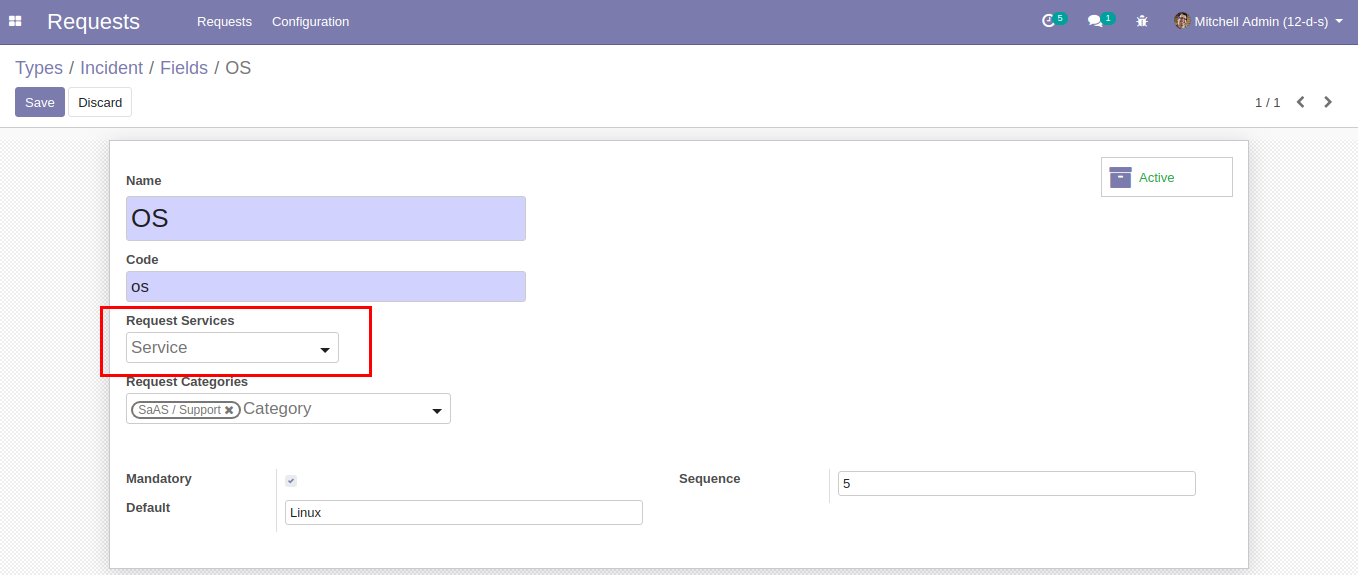 Requests Requests Configuration 5 1 Mitchell Admin (12-d-s)
Types / Incident / Fields / OS
Save Discard 1 / 1
Active
Name
OS
Code
os
Request Services
Service
Request Categories
SaAS / Support Category
Mandatory Sequence 5
Default Linux